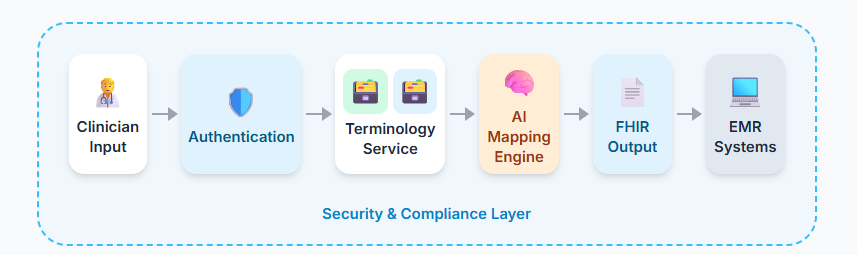 Clinician
Input
Authentication
Terminology
Service
AI
Mapping
Engine
FHIR
Output
EMR
Systems
Security & Compliance Layer